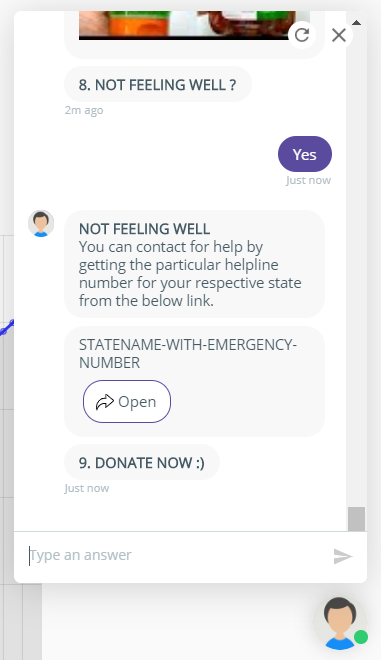 8. NOT FEELING WELL ?
2m ago
Yes
Just now
NOT FEELING WELL
You can contact for help by
getting the particular helpline
number for your respective state
from the below link.
STATENAME-WITH-EMERGENCY-
NUMBER
Open
9. DONATE NOW :)
Just now
Type an answer